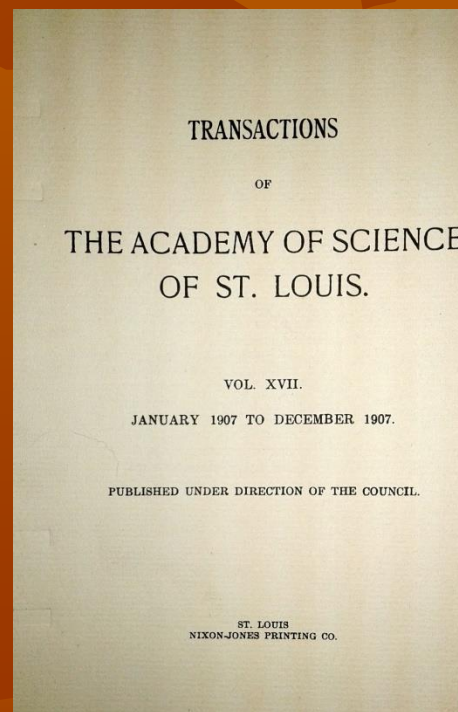 TRANSACTIONS
OF
THE ACADEMY OF SCIENCE
OF ST. LOUIS.
VOL. XVII.
JANUARY 1907 TO DECEMBER 1907.
PUBLISHED UNDER DIRECTION OF THE COUNCIL.
ST. LOUIS
NIXON-JONES PRINTING CO.